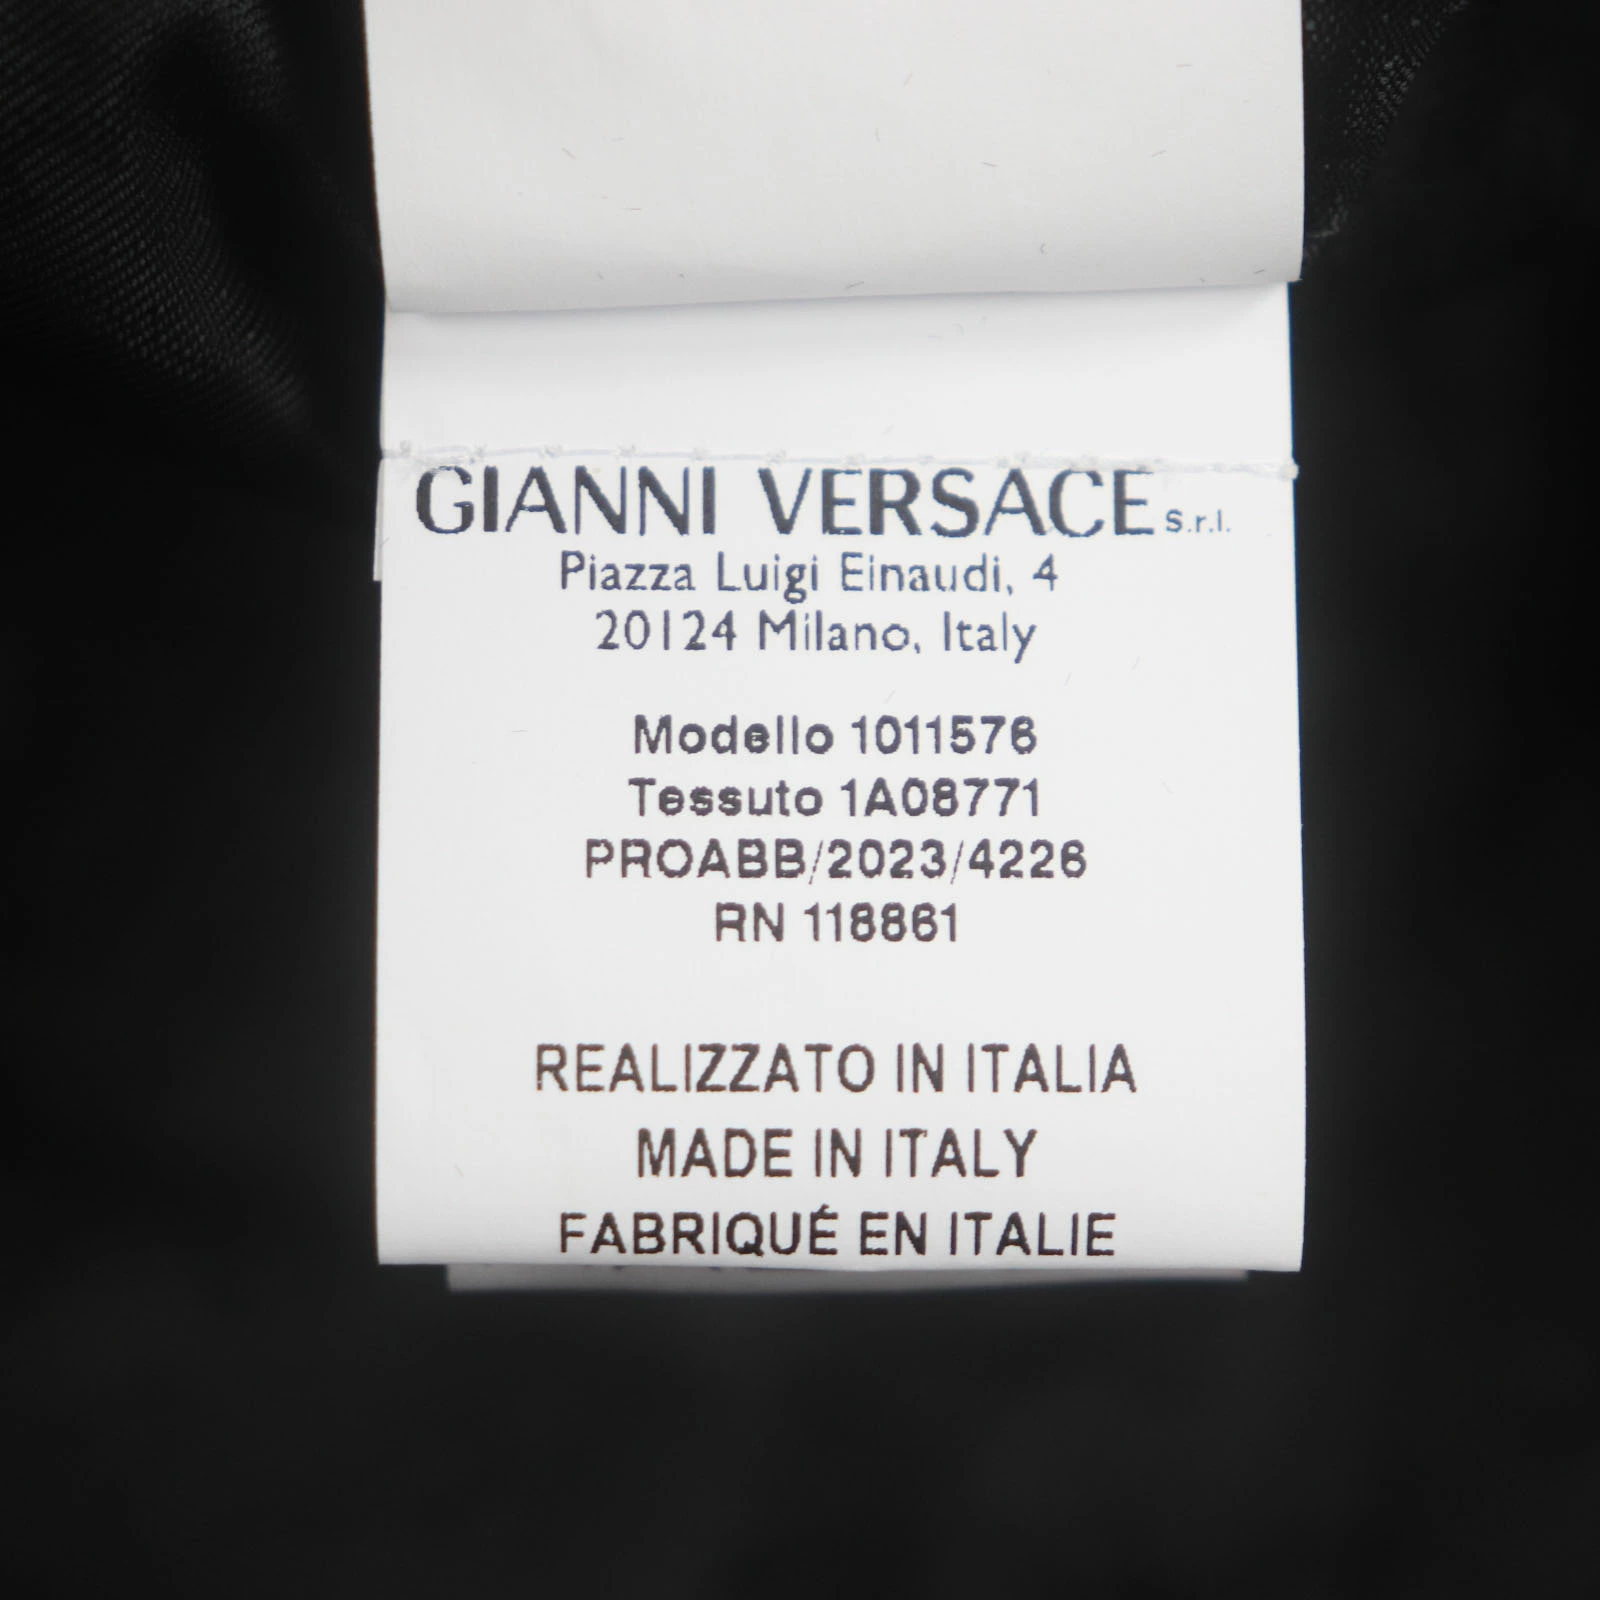 GIANNI VERSACE S.r.l.
Piazza Luigi Einaudi, 4
20124 Milano, Italy
Modello 1011576
Tessuto 1A08771
PROABB/2023/4226
RN 118861
REALIZZATO IN ITALIA
MADE IN ITALY
FABRIQUÉ EN ITALIE